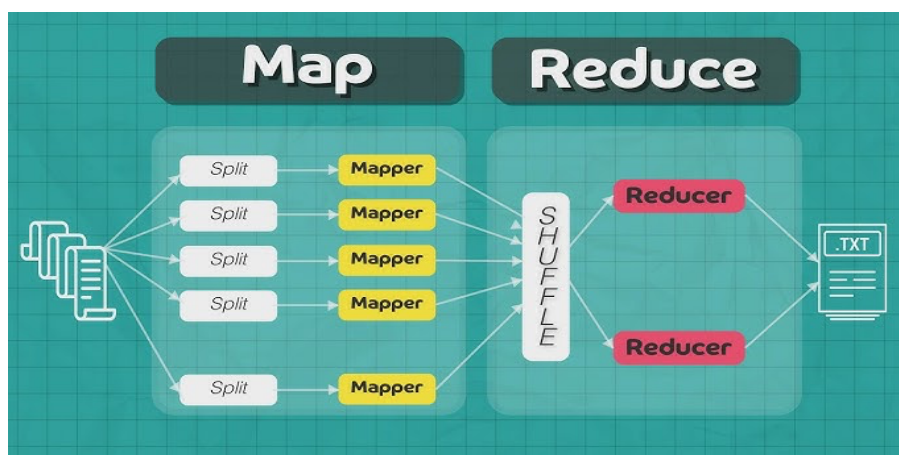 Map
Reduce
Split
Mapper
Split
Mapper
Split
Mapper
Split
Mapper
Split
Mapper
SHUFFLE
Reducer
Reducer
.TXT